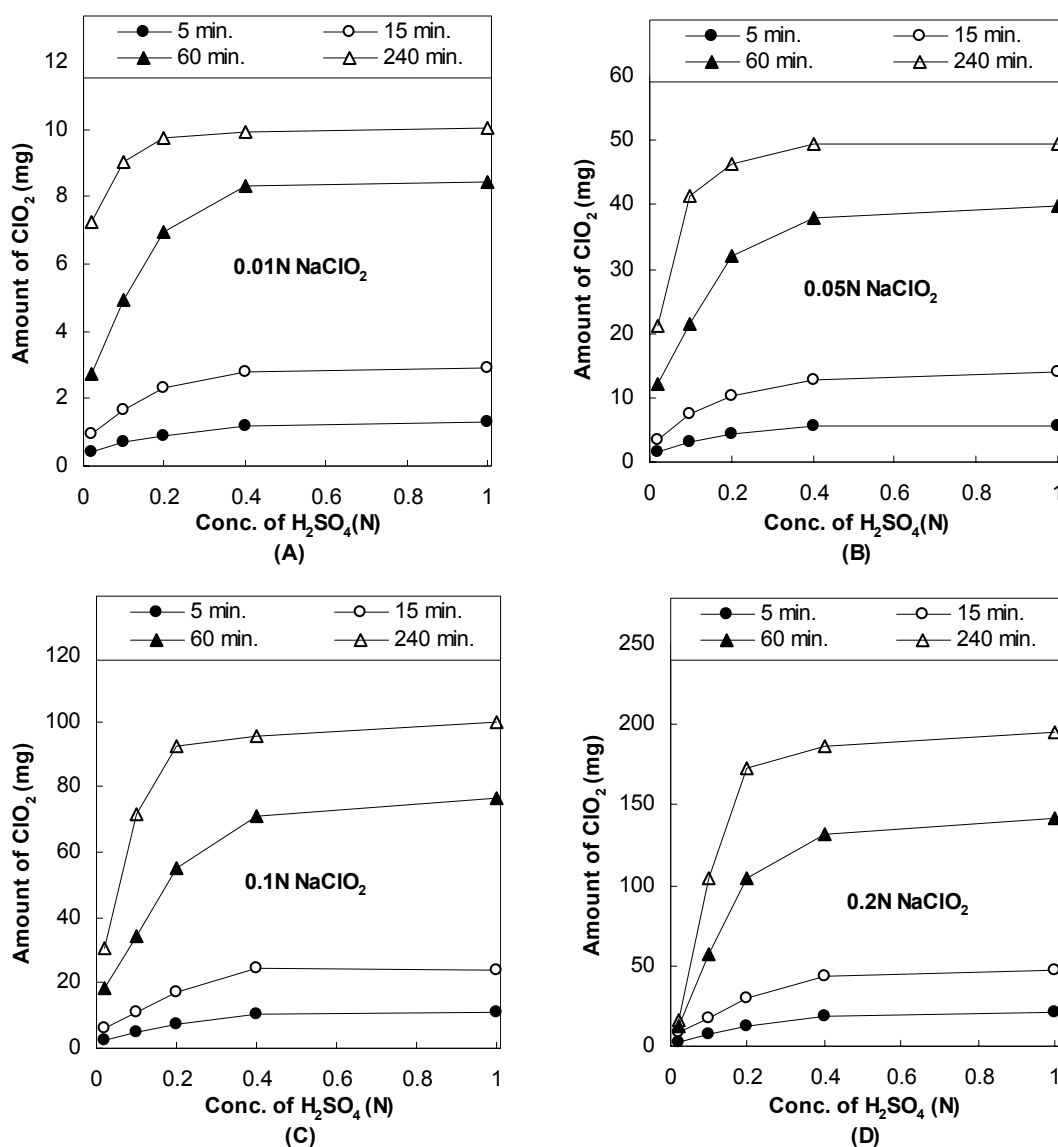 5 min. 15 min.
60 min. 240 min.
12
10
8
6
4
2
0
Amount of ClO₂ (mg)
0.01N NaClO₂
0 0.2 0.4 0.6 0.8 1
Conc. of H₂SO₄(N)
(A)
5 min. 15 min.
60 min. 240 min.
60
50
40
30
20
10
0
Amount of ClO₂ (mg)
0.05N NaClO₂
0 0.2 0.4 0.6 0.8 1
Conc. of H₂SO₄(N)
(B)
5 min. 15 min.
60 min. 240 min.
120
100
80
60
40
20
0
Amount of ClO₂ (mg)
0.1N NaClO₂
0 0.2 0.4 0.6 0.8 1
Conc. of H₂SO₄ (N)
(C)
5 min. 15 min.
60 min. 240 min.
250
200
150
100
50
0
Amount of ClO₂ (mg)
0.2N NaClO₂
0 0.2 0.4 0.6 0.8 1
Conc. of H₂SO₄ (N)
(D)